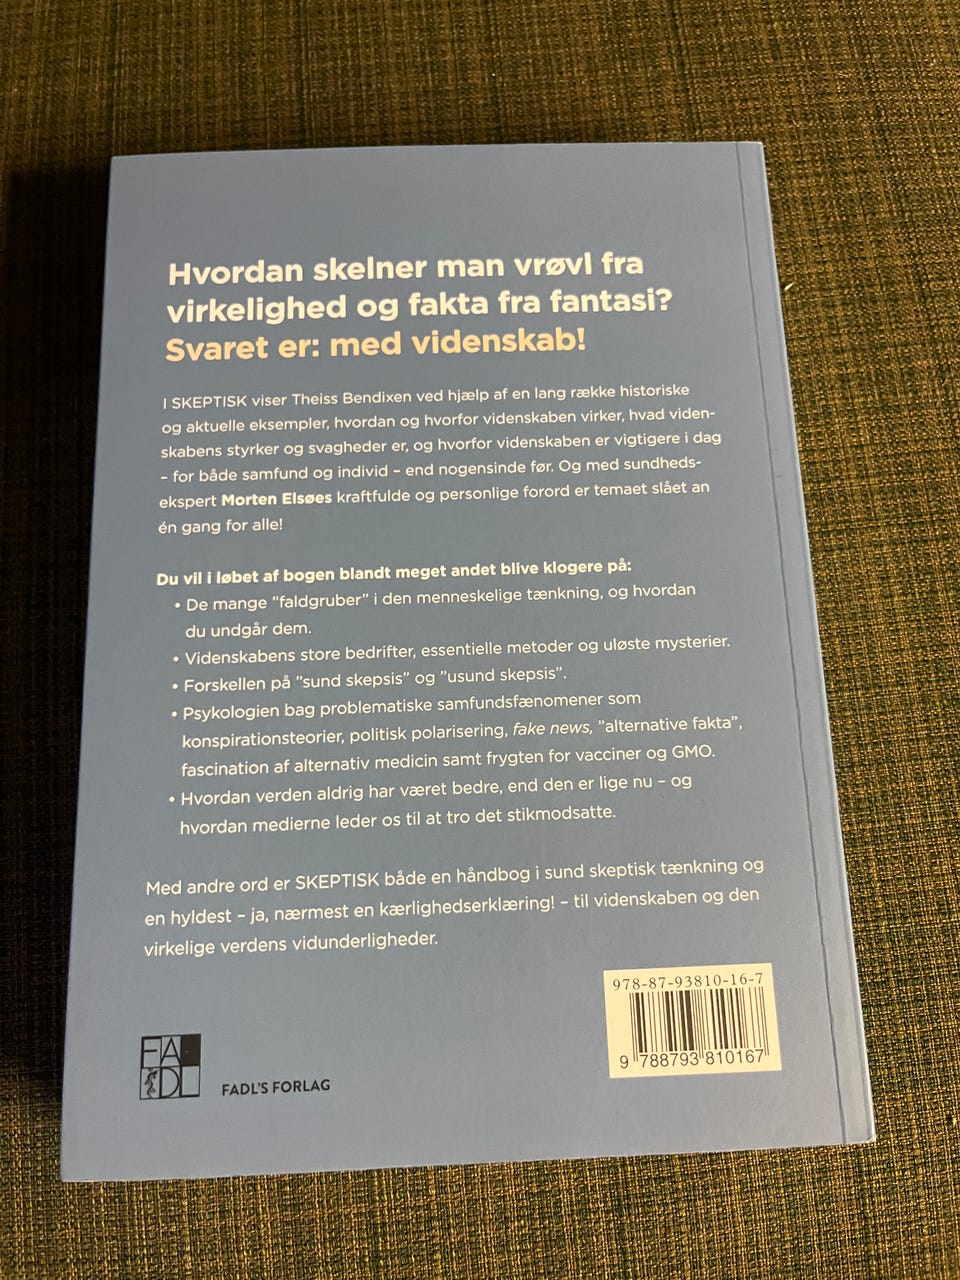 Hvordan skelner man vrøvl fra
virkelighed og fakta fra fantasi?
Svaret er: med videnskab!
I SKEPTISK viser Theiss Bendixen ved hjælp af en lang række historiske
og aktuelle eksempler, hvordan og hvorfor videnskaben virker, hvad viden-
skabens styrker og svagheder er, og hvorfor videnskaben er vigtigere i dag
– for både samfund og individ – end nogensinde før. Og med sundheds-
ekspert Morten Elsøes kraftfulde og personlige forord er temaet slået an
én gang for alle!
Du vil i løbet af bogen blandt meget andet blive klogere på:
• De mange ”faldgruber” i den menneskelige tænkning, og hvordan
du undgår dem.
• Videnskabens store bedrifter, essentielle metoder og uløste mysterier.
• Forskellen på ”sund skepsis” og ”usund skepsis”.
• Psykologien bag problematiske samfundsfænomener som
konspirationsteorier, politisk polarisering, fake news, ”alternative fakta”,
fascination af alternativ medicin samt frygten for vacciner og GMO.
• Hvordan verden aldrig har været bedre, end den er lige nu – og
hvordan medierne leder os til at tro det stikmodsatte.
Med andre ord er SKEPTISK både en håndbog i sund skeptisk tænkning og
en hyldest – ja, nærmest en kærlighedserklæring! – til videnskaben og den
virkelige verdens vidunderligheder.
978-87-93810-16-7
9 788793 810167
FA
DL
FADL'S FORLAG